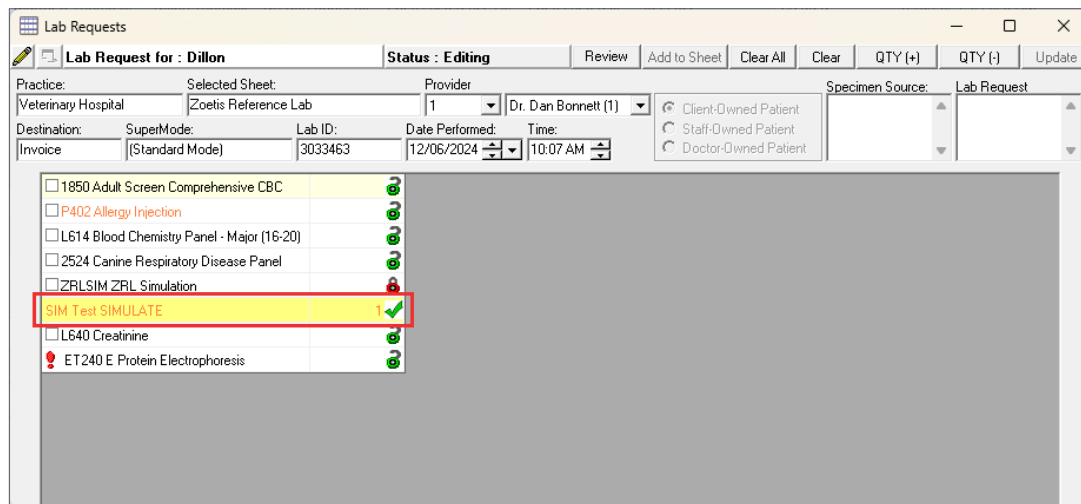 Lab Requests
Lab Request for : Dillon Status : Editing Review Add to Sheet Clear All Clear QTY (+) QTY (-) Update
Practice: Selected Sheet: Provider Specimen Source: Lab Request
Veterinary Hospital Zoetis Reference Lab 1 Dr. Dan Bonnett (1) Client-Owned Patient
Staff-Owned Patient
Destination: SuperMode: Lab ID: Date Performed: Time:
Invoice (Standard Mode) 3033463 12/06/2024 10:07 AM Doctor-Owned Patient
1850 Adult Screen Comprehensive CBC
P402 Allergy Injection
L614 Blood Chemistry Panel - Major (16-20)
2524 Canine Respiratory Disease Panel
ZRLSIM ZRL Simulation
SIM Test SIMULATE 1
L640 Creatinine
ET240 E Protein Electrophoresis